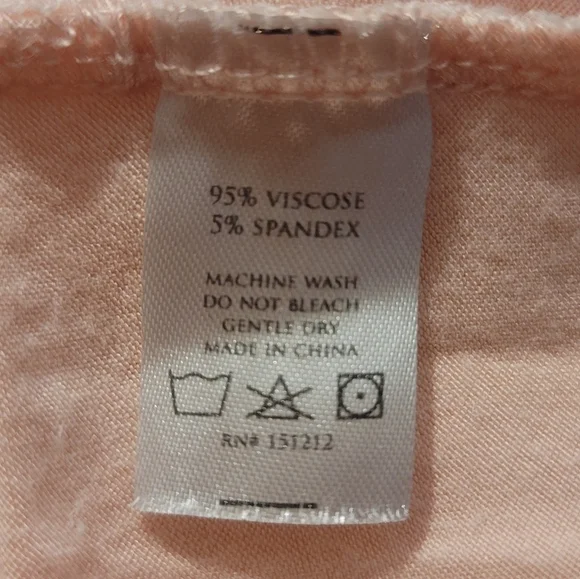 95% VISCOSE
5% SPANDEX
MACHINE WASH
DO NOT BLEACH
GENTLE DRY
MADE IN CHINA
RN# 151212